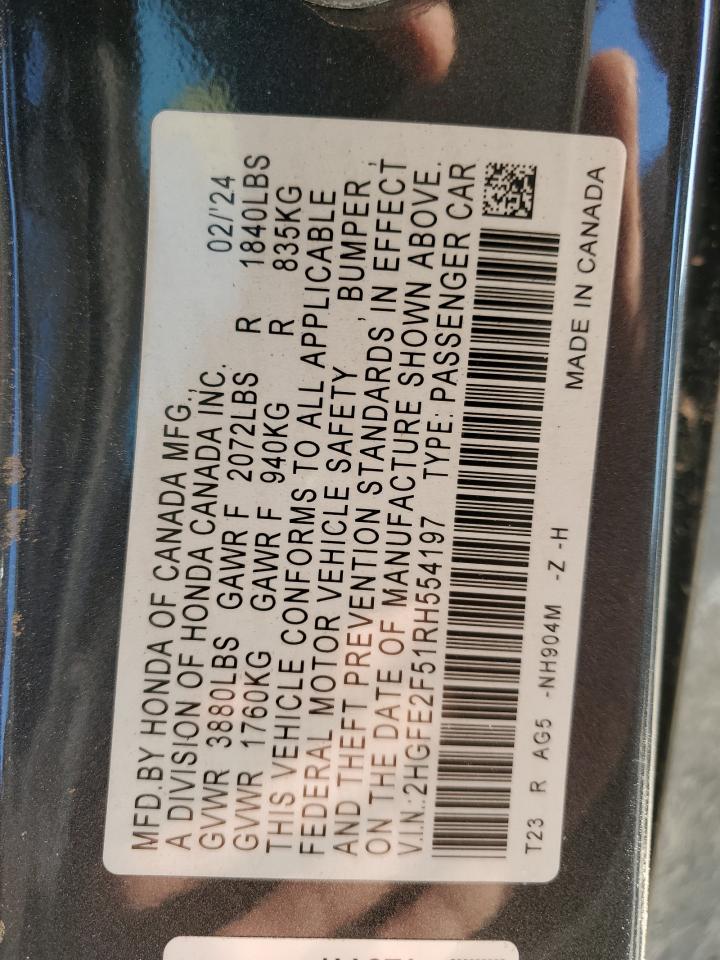 MFD.BY HONDA OF CANADA MFG.,
A DIVISION OF HONDA CANADA INC. 02/'24
GVWR 3880LBS GAWR F 2072LBS R 1840LBS
GVWR 1760KG GAWR F 940KG R 835KG
THIS VEHICLE CONFORMS TO ALL APPLICABLE
FEDERAL MOTOR VEHICLE SAFETY , BUMPER ,
AND THEFT PREVENTION STANDARDS IN EFFECT
ON THE DATE OF MANUFACTURE SHOWN ABOVE.
V.I.N.:2HGFE2F51RH554197 TYPE: PASSENGER CAR
T23 R AG5 -NH904M -Z -H MADE IN CANADA